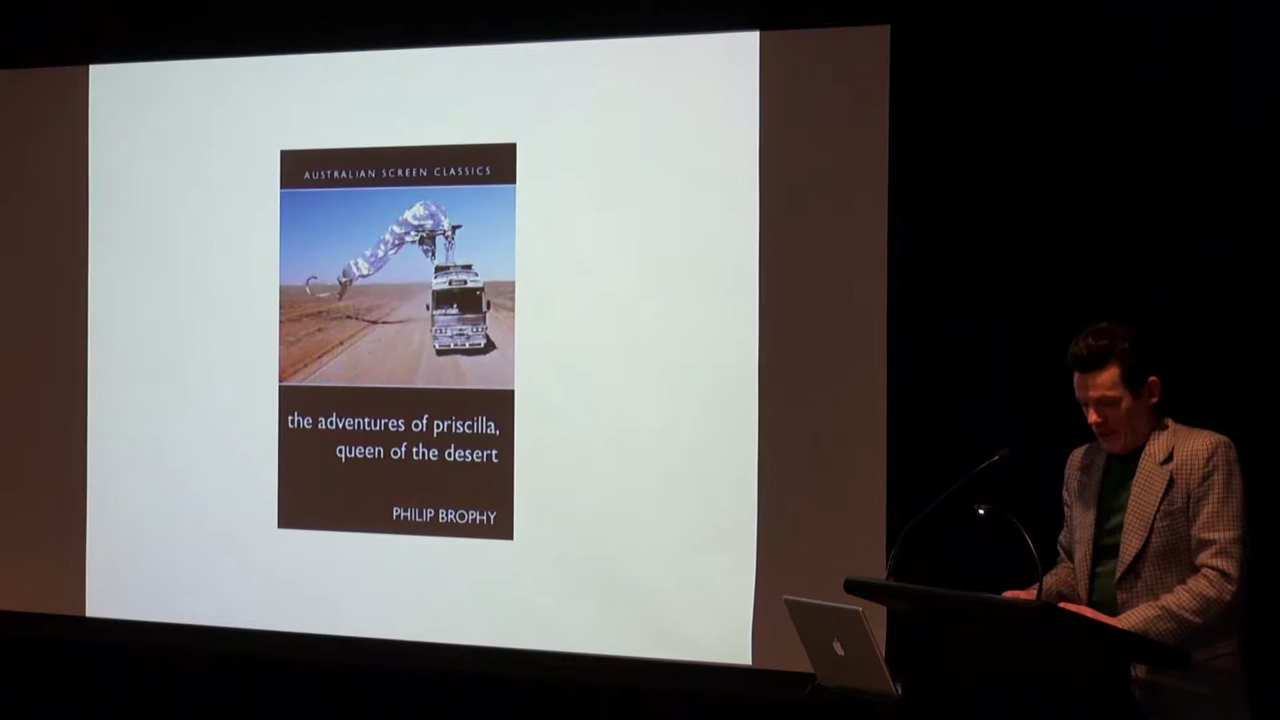 AUSTRALIAN SCREEN CLASSICS
the adventures of priscilla,
queen of the desert
PHILIP BROPHY